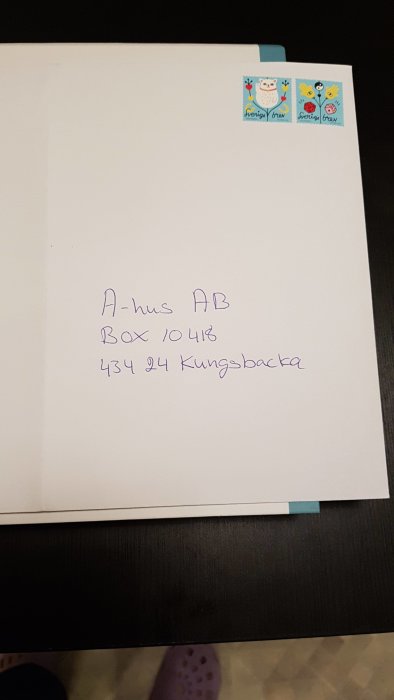 Sverige brev
Sverige brev
A-hus AB
Box 10418
434 24 Kungsbacka